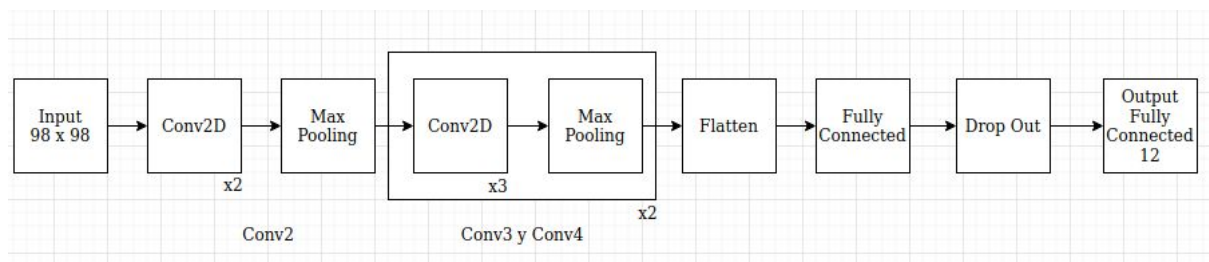 Input
98 x 98
Conv2D
x2
Max
Pooling
Conv2D
x3
Max
Pooling
x2
Flatten
Fully
Connected
Drop Out
Output
Fully
Connected
12
Conv2
Conv3 y Conv4